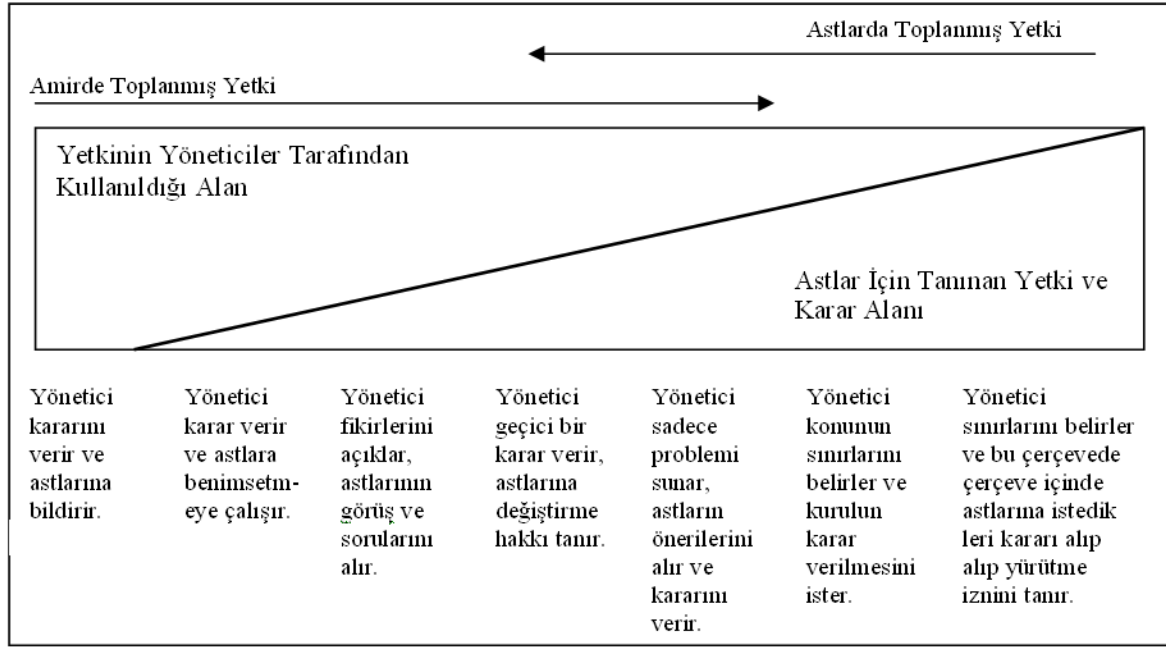 Astlarda Toplanmış Yetki
Amirde Toplanmış Yetki
Yetkinin Yöneticiler Tarafından
Kullanıldığı Alan
Astlar İçin Tanınan Yetki ve
Karar Alanı
Yönetici
kararını
verir ve
astlarına
bildirir.
Yönetici
karar verir
ve astlara
benimsetm-
eye çalışır.
Yönetici
fikirlerini
açıklar,
astlarının
görüş ve
sorularını
alır.
Yönetici
geçici bir
karar verir,
astlarına
değiştirme
hakkı tanır.
Yönetici
sadece
problemi
sunar,
astların
önerilerini
alır ve
kararını
verir.
Yönetici
konunun
sınırlarını
belirler ve
kurulun
karar
verilmesini
ister.
Yönetici
sınırlarını belirler
ve bu çerçevede
çerçeve içinde
astlarına istedik
leri kararı alıp
alıp yürütme
iznini tanır.